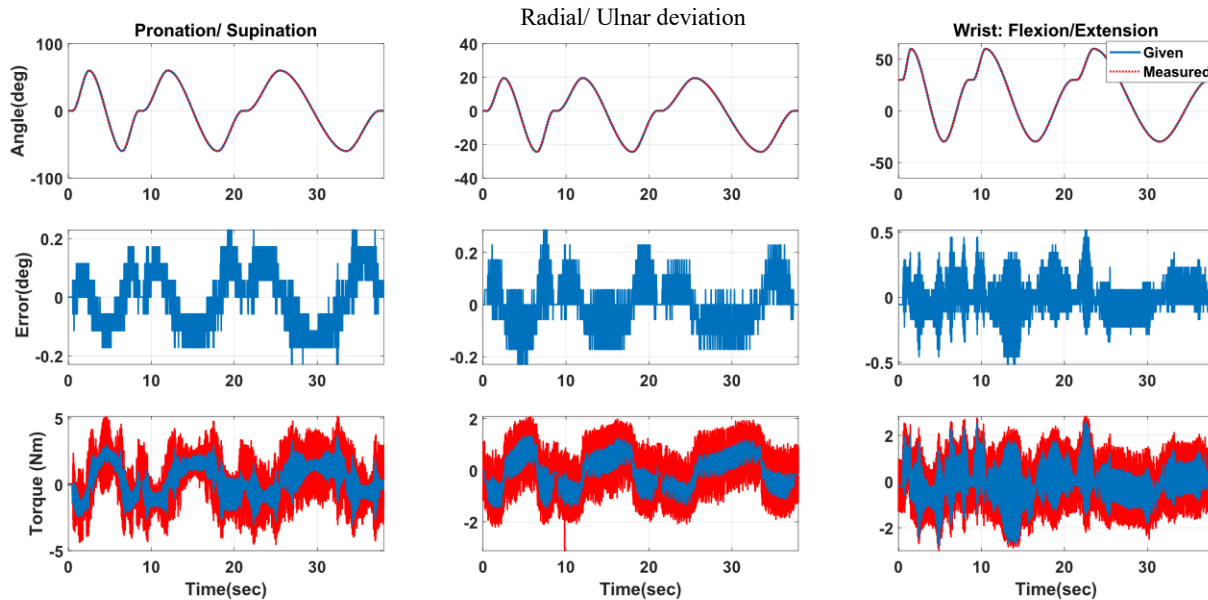 Pronation/ Supination
Radial/ Ulnar deviation
Wrist: Flexion/Extension
Given
Measured
Angle(deg)
100
0
-100
0 10 20 30
40
20
0
-20
-40
0 10 20 30
50
0
-50
0 10 20 30
Error(deg)
0.2
0
-0.2
0 10 20 30
0.2
0
-0.2
0 10 20 30
0.5
0
-0.5
0 10 20 30
Torque (Nm)
5
0
-5
0 10 20 30
Time(sec)
2
0
-2
0 10 20 30
Time(sec)
2
0
-2
0 10 20 30
Time(sec)